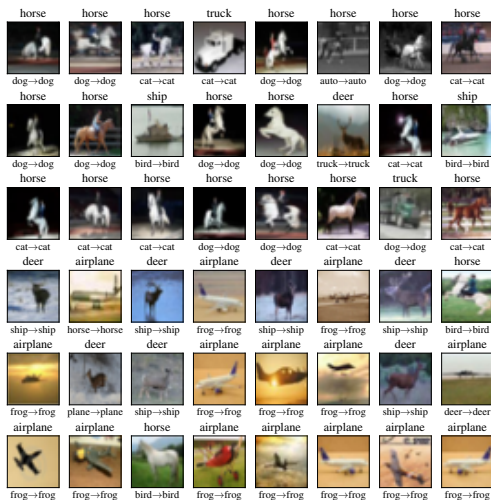 horse horse horse truck horse horse horse horse
dog→dog dog→dog cat→cat cat→cat dog→dog auto→auto dog→dog cat→cat
horse horse ship horse horse deer horse ship
dog→dog dog→dog bird→bird dog→dog dog→dog truck→truck cat→cat bird→bird
horse horse horse horse horse horse truck horse
cat→cat cat→cat cat→cat dog→dog dog→dog cat→cat dog→dog cat→cat
deer airplane deer airplane deer airplane deer horse
ship→ship horse→horse ship→ship frog→frog ship→ship frog→frog ship→ship bird→bird
airplane deer deer airplane airplane airplane deer airplane
frog→frog plane→plane ship→ship frog→frog frog→frog frog→frog ship→ship deer→deer
airplane airplane horse airplane airplane airplane airplane airplane
frog→frog frog→frog bird→bird frog→frog frog→frog frog→frog frog→frog frog→frog